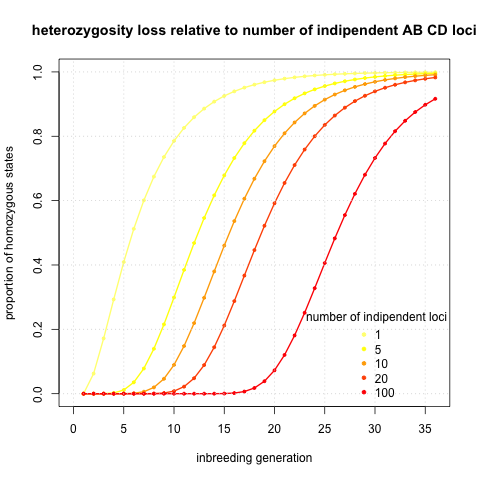 heterozygosity loss relative to number of indipendent AB CD loci
proportion of homozygous states
1.0
0.8
0.6
0.4
0.2
0.0
number of indipendent loci
1
5
10
20
100
0 5 10 15 20 25 30 35
inbreeding generation